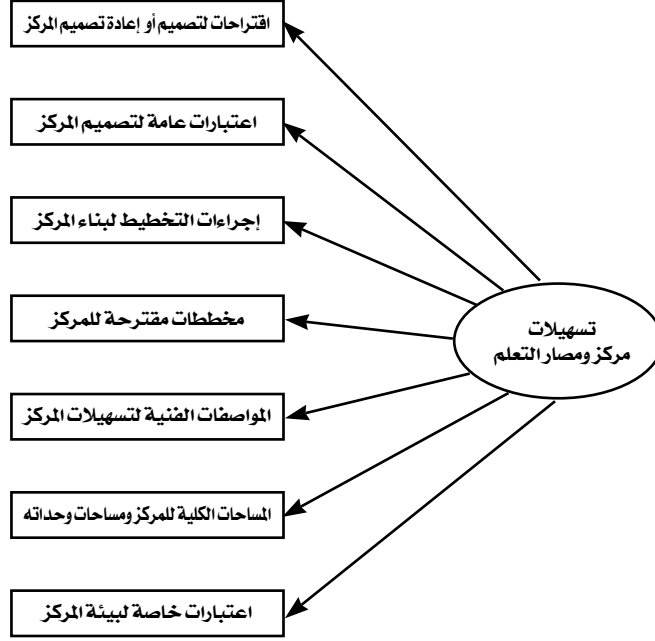 اقتراحات لتصميم أو إعادة تصميم المركز
اعتبارات عامة لتصميم المركز
إجراءات التخطيط لبناء المركز
مخططات مقترحة للمركز
تسهيلات
مركز ومصار التعلم
المواصفات الفنية لتسهيلات المركز
المساحات الكلية للمركز ومساحات وحداته
اعتبارات خاصة لبيئة المركز